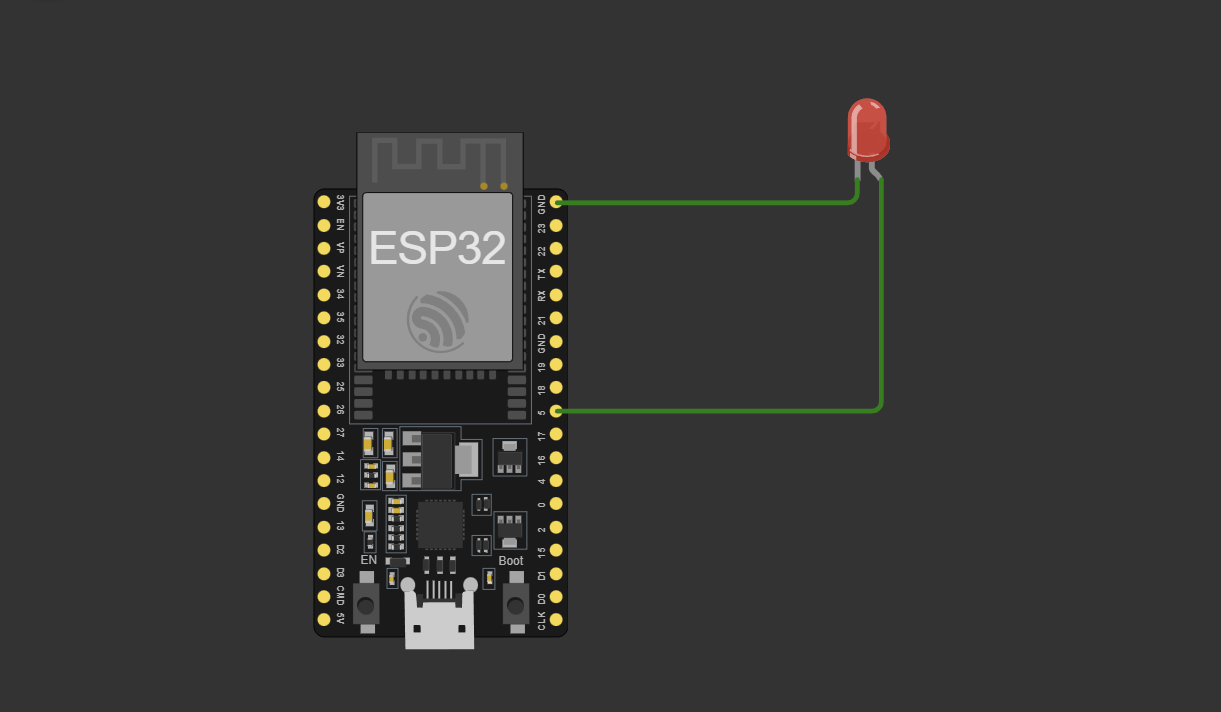 ESP32
3V3
EN
VP
VN
34
35
32
33
25
26
27
14
12
GND
13
D2
D3
CMD
5V
GND
23
22
TX
RX
21
GND
19
18
5
17
16
4
0
2
15
D1
D0
CLK
EN
Boot